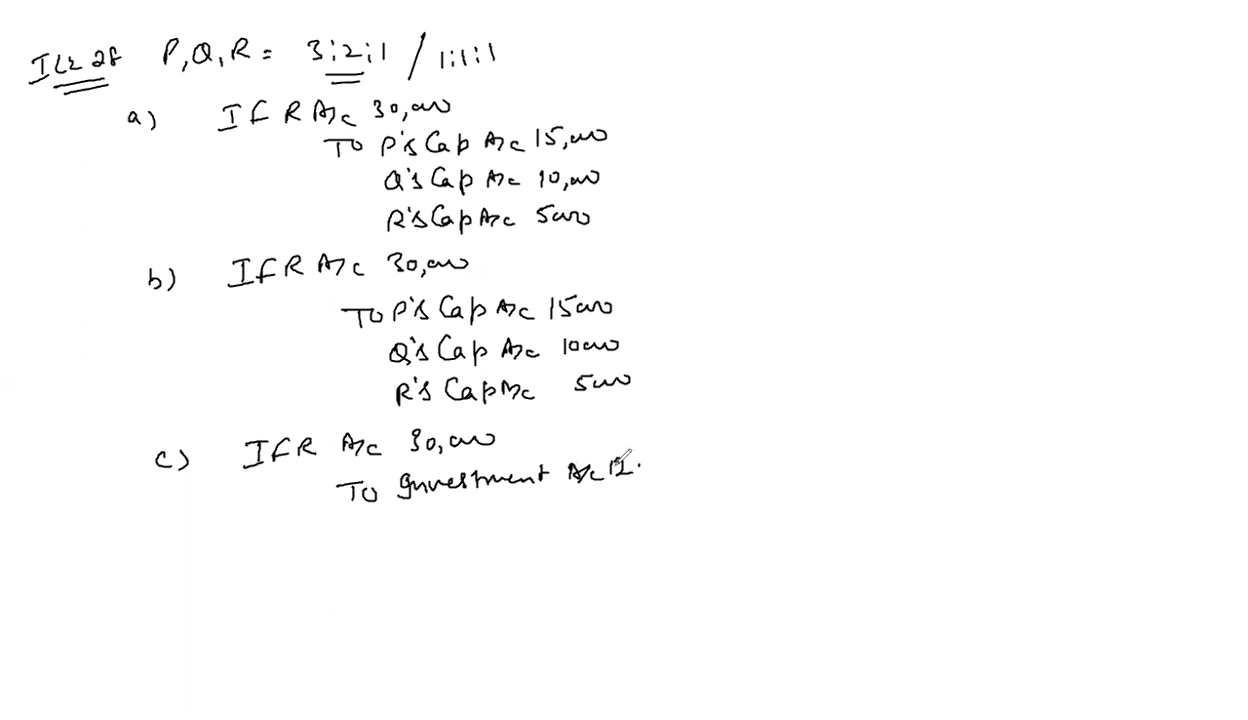 ILL 28 P, Q, R = 3:2:1 / 1:1:1
a) IFR A/c 30,000
To P's Cap A/c 15,000
Q's Cap A/c 10,000
R's Cap A/c 5000
b) IFR A/c 30,000
To P's Cap A/c 15000
Q's Cap A/c 10000
R's Cap A/c 5000
c) IFR A/c 30,000
To Investment A/c